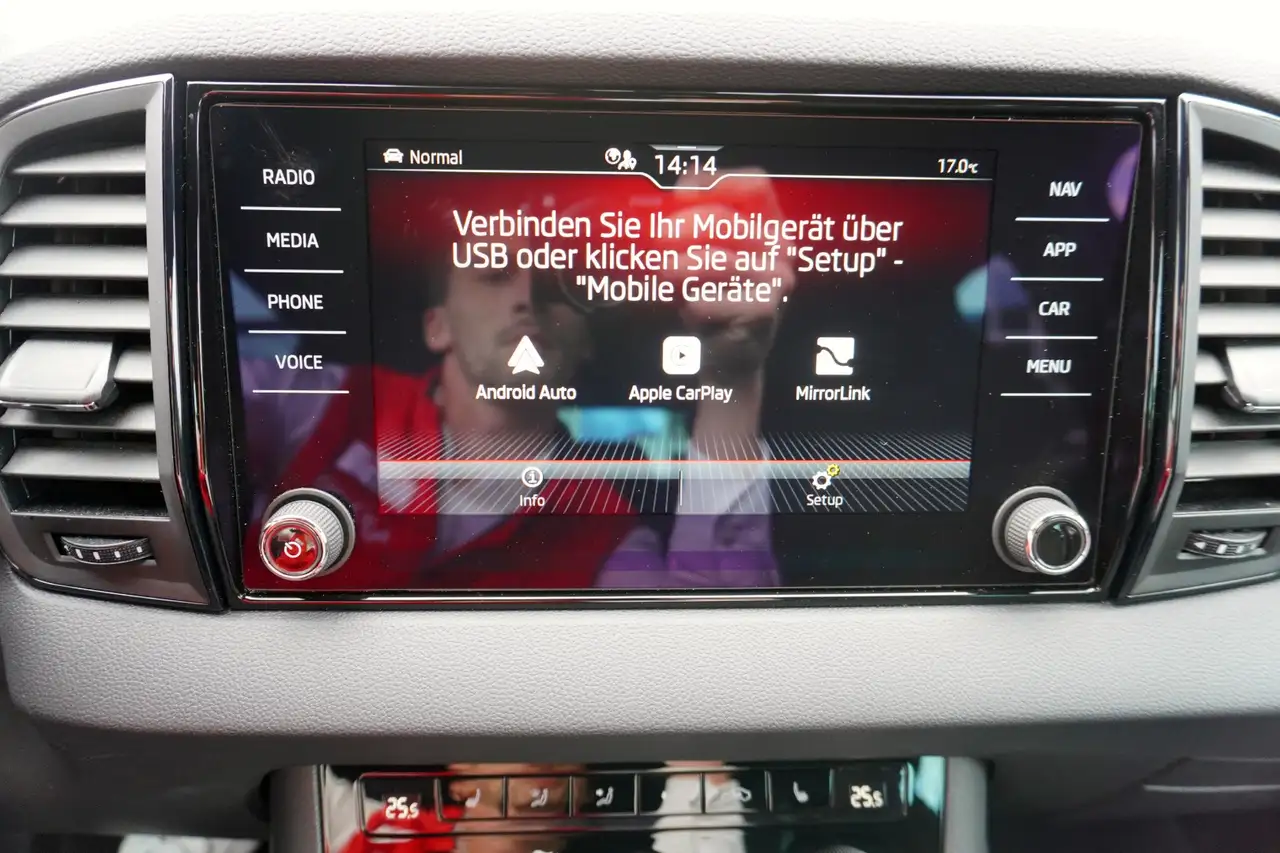 RADIO
MEDIA
PHONE
VOICE
Normal
14:14
17.0°C
Verbinden Sie Ihr Mobilgerät über
USB oder klicken Sie auf "Setup" -
"Mobile Geräte".
Android Auto
Apple CarPlay
MirrorLink
Info
Setup
NAV
APP
CAR
MENU
25.5
25.5